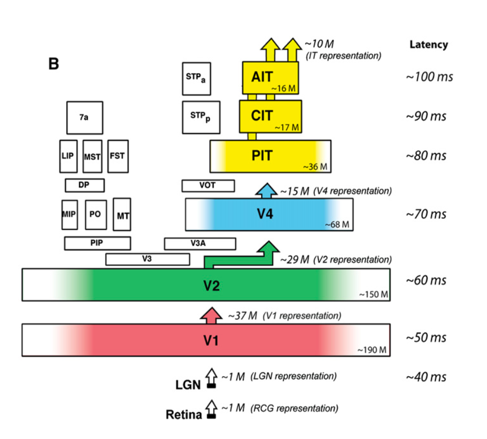 B
Latency
~10 M
(IT representation)
STPa
AIT
~16 M
~100 ms
7a
STPp
CIT
~17 M
~90 ms
LIP
MST
FST
PIT
~36 M
~80 ms
DP
VOT
~15 M (V4 representation)
MIP
PO
MT
V4
~68 M
~70 ms
PIP
V3A
V3
~29 M (V2 representation)
V2
~150 M
~60 ms
~37 M (V1 representation)
V1
~190 M
~50 ms
LGN
~1 M (LGN representation)
~40 ms
Retina
~1 M (RCG representation)